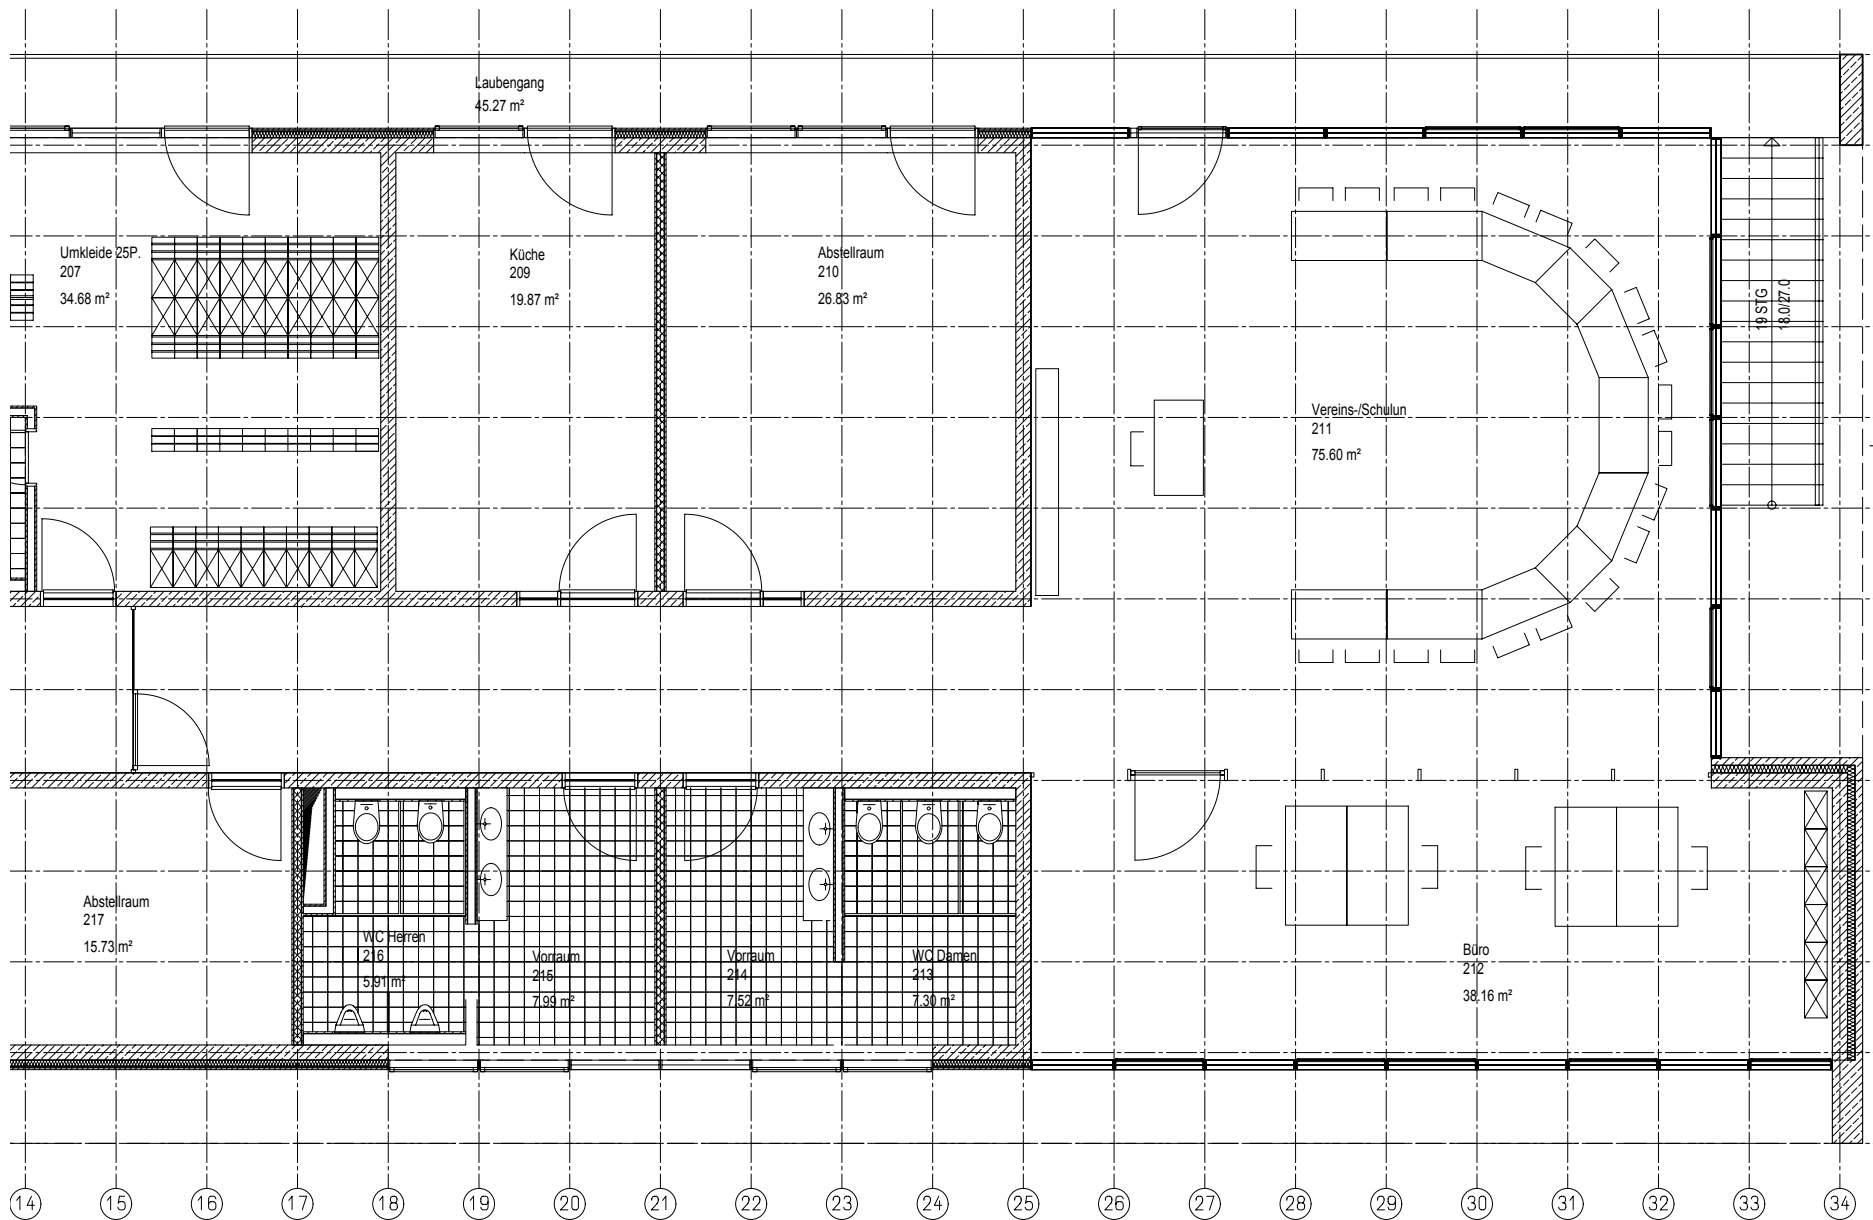 Laubengang
45.27 m²
Umkleide 25P.
207
34.68 m²
Küche
209
19.87 m²
Abstellraum
210
26.83 m²
19 STG
18.0/27.0
Vereins-/Schulun
211
75.60 m²
Abstellraum
217
15.73 m²
WC Herren
216
5.91 m²
Vorraum
215
7.99 m²
Vorraum
214
7.52 m²
WC Damen
213
7.30 m²
Büro
212
38.16 m²
14 15 16 17 18 19 20 21 22 23 24 25 26 27 28 29 30 31 32 33 34